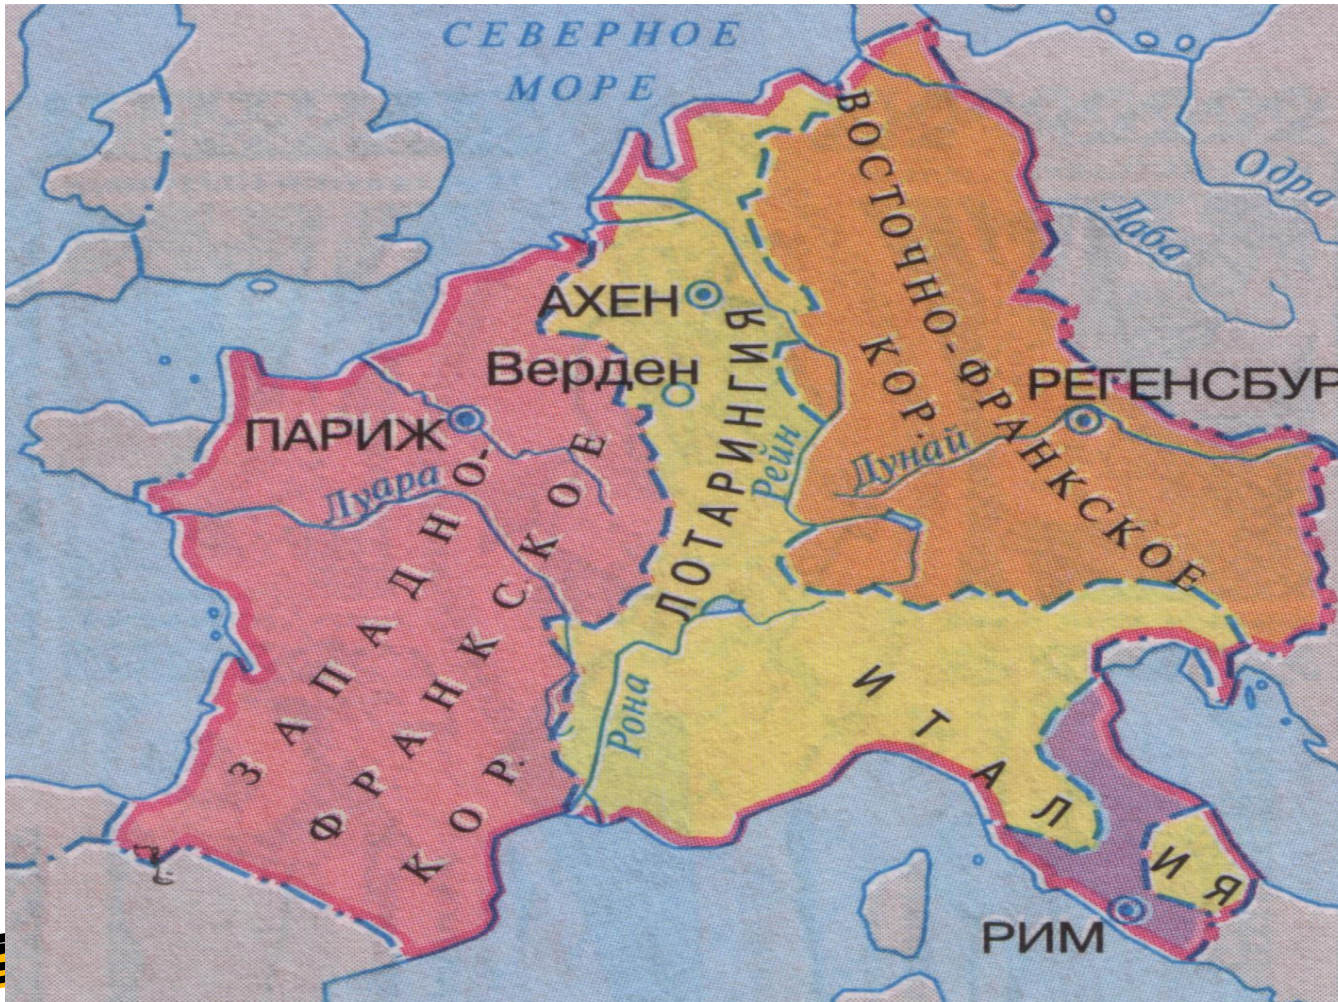 СЕВЕРНОЕ
МОРЕ
ВОСТОЧНО-ФРАНКСКОЕ
КОР.
Одра
Лаба
АХЕН
Верден
ЛОТАРИНГИЯ
РЕГЕНСБУР
ПАРИЖ
Рейн
Дунай
Луара
ЗАПАДНО-
ФРАНКСКОЕ
КОР.
Рона
ИТАЛИЯ
РИМ